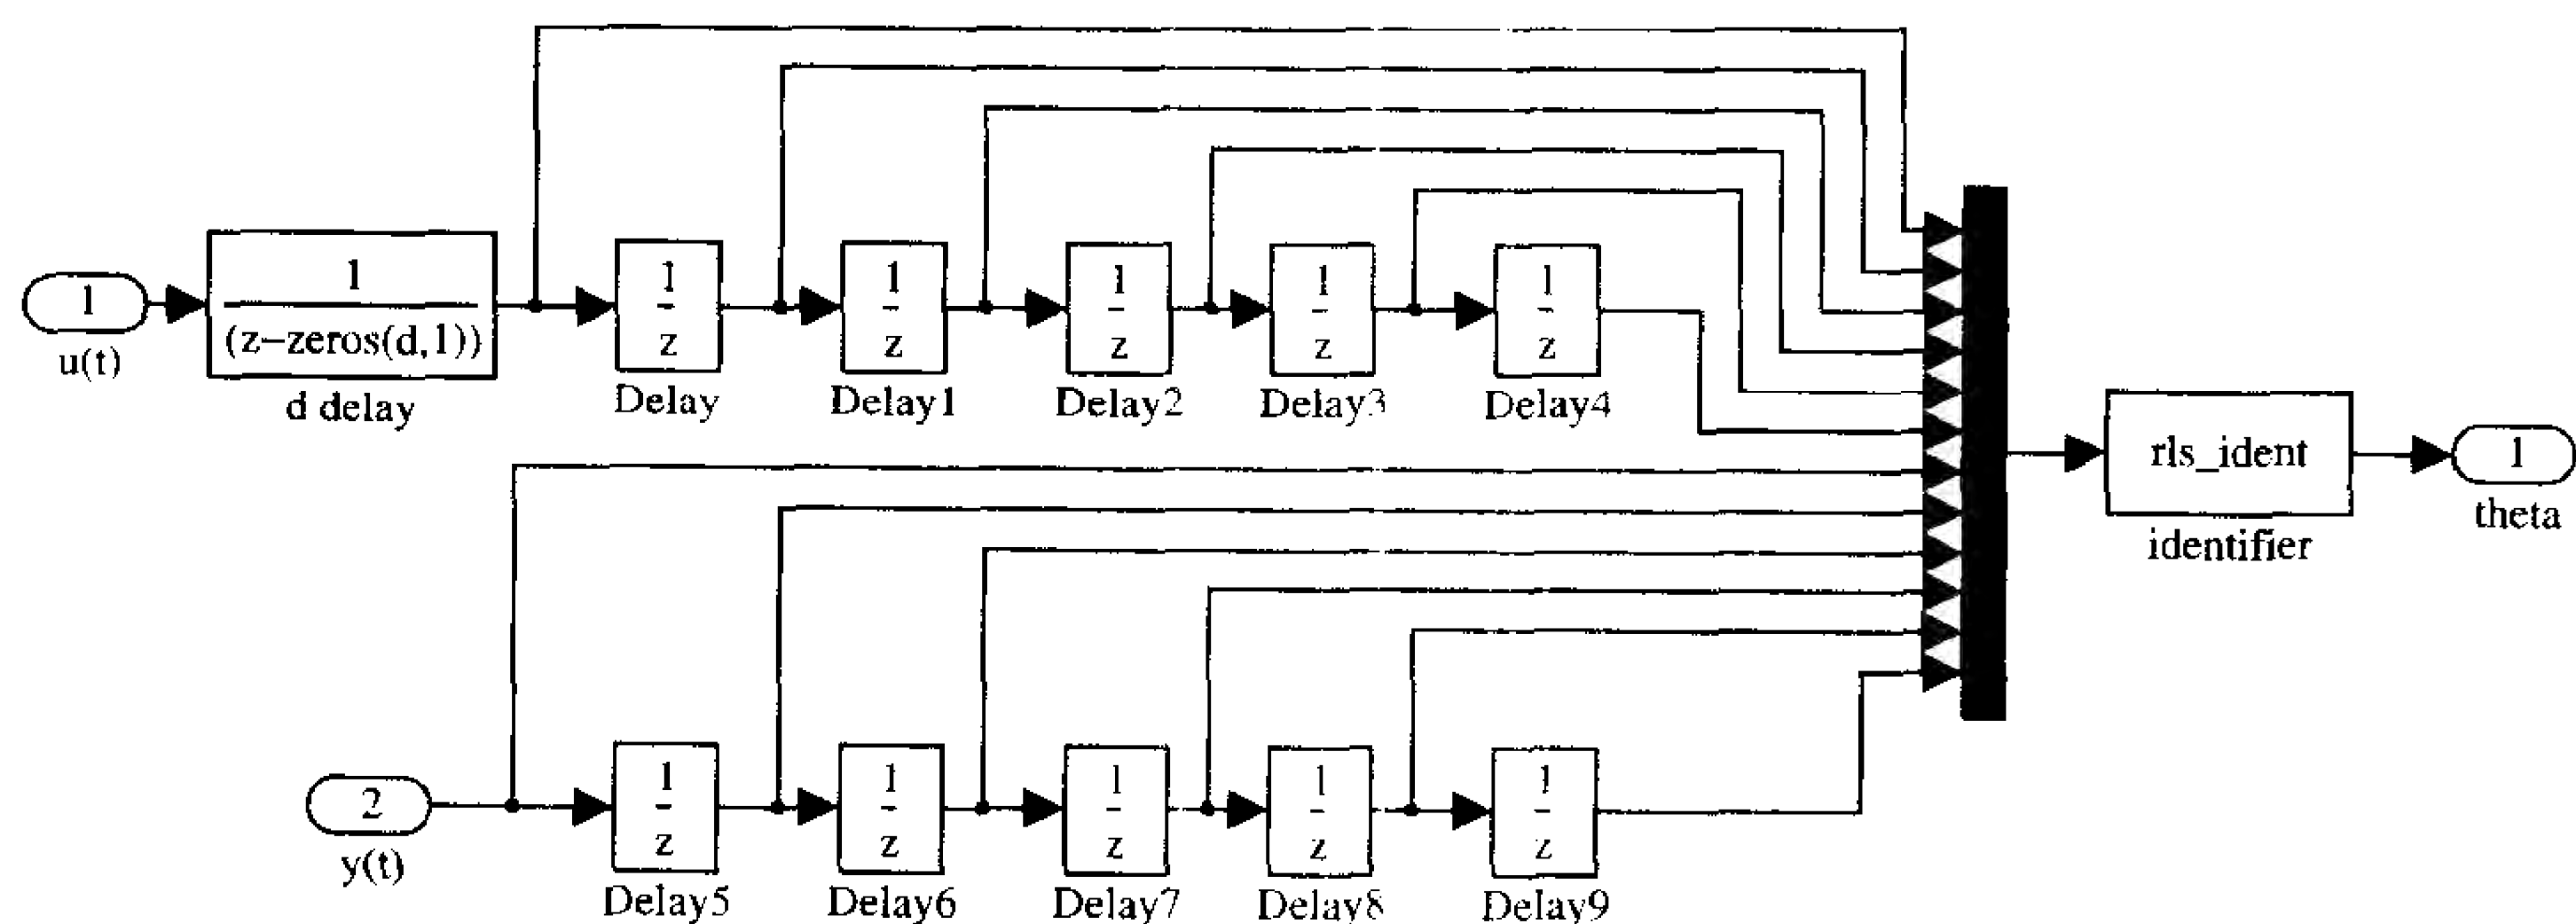 1
u(t)
1
(z−zeros(d,1))
d delay
1
z
Delay
1
z
Delay1
1
z
Delay2
1
z
Delay3
1
z
Delay4
rls_ident
identifier
1
theta
2
y(t)
1
z
Delay5
1
z
Delay6
1
z
Delay7
1
z
Delay8
1
z
Delay9